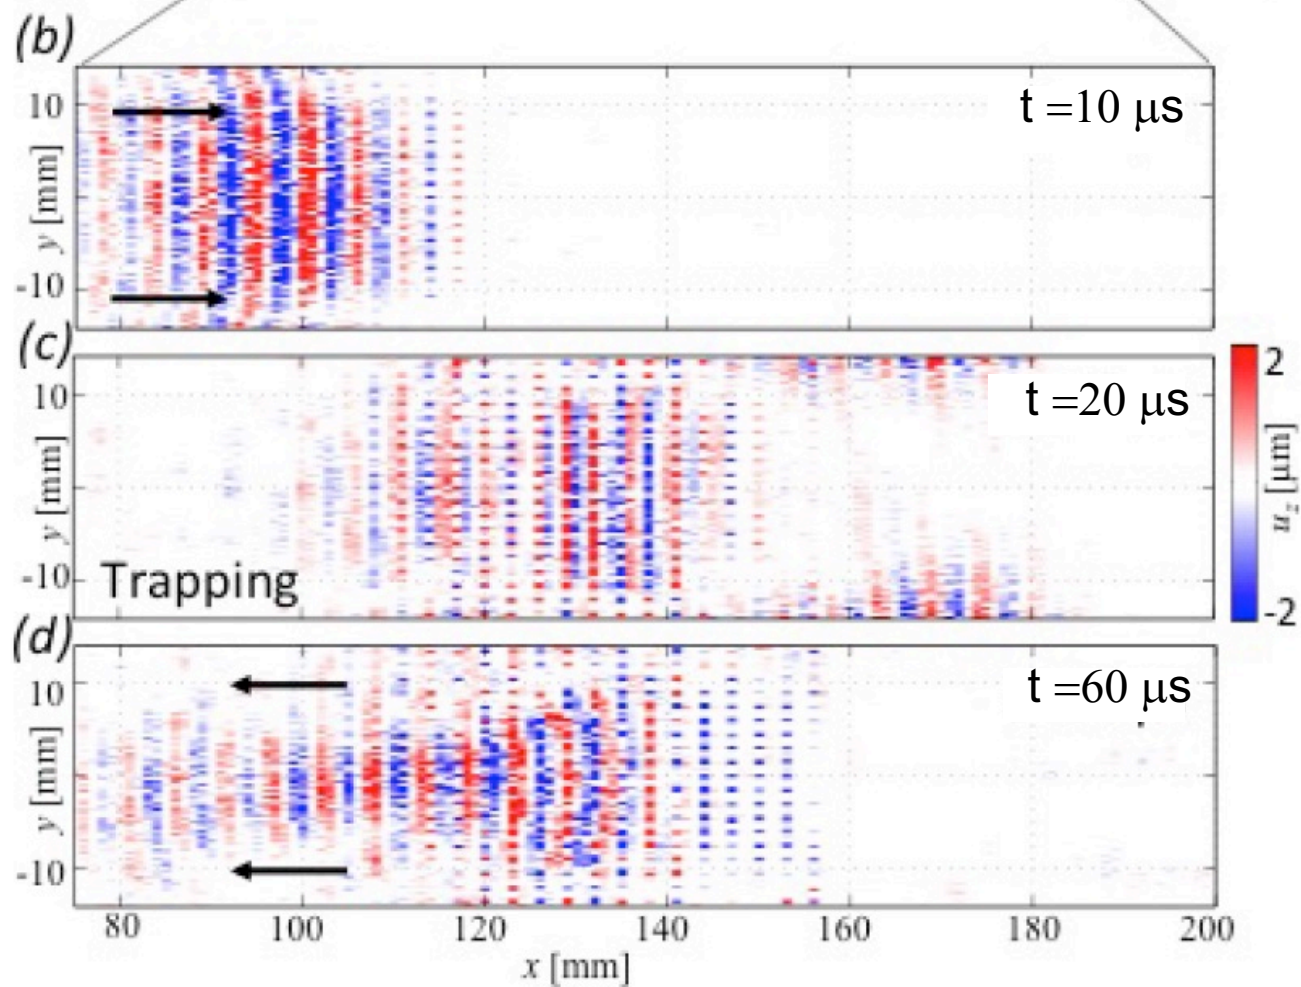 (b)
10
t =10 μs
y [mm]
-10
(c)
10
t =20 μs
2
y [mm]
u_z [μm]
-10
Trapping
-2
(d)
10
t =60 μs
y [mm]
-10
80 100 120 140 160 180 200
x [mm]